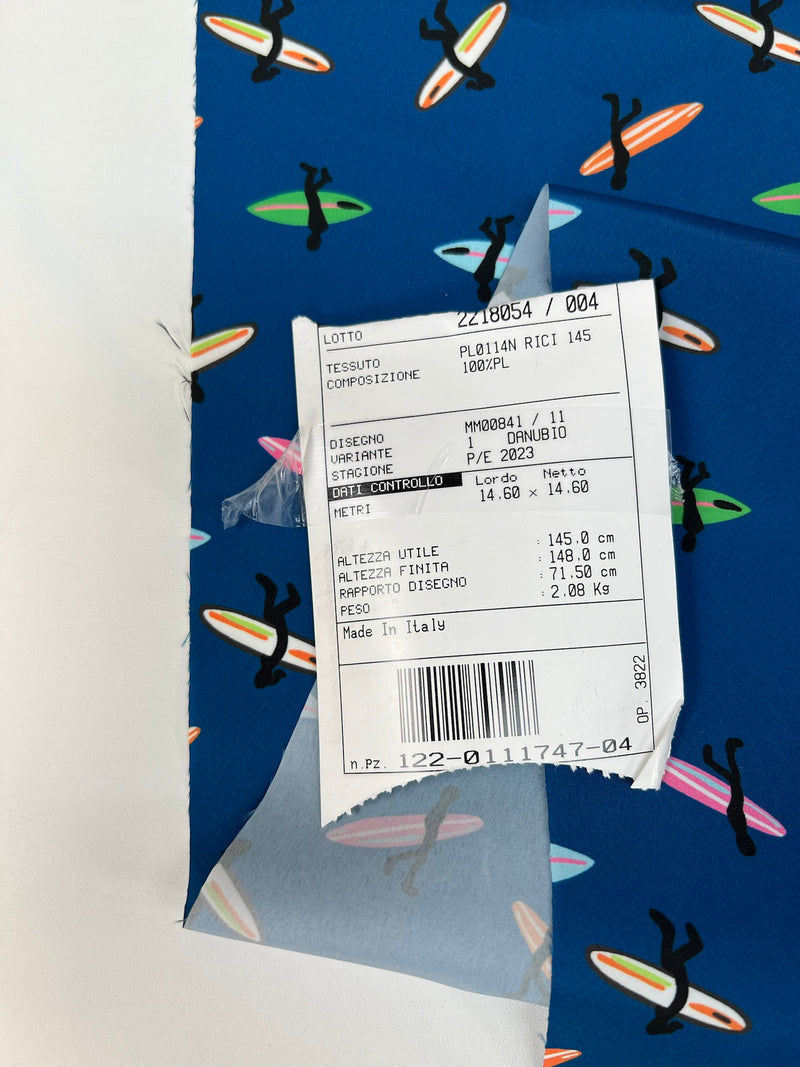 LOTTO 2218054 / 004
TESSUTO PL0114N RICI 145
COMPOSIZIONE 100%PL
DISEGNO MM00841 / 11
VARIANTE 1 DANUBIO
STAGIONE P/E 2023
DATI CONTROLLO Lordo Netto
METRI 14.60 x 14.60
ALTEZZA UTILE : 145.0 cm
ALTEZZA FINITA : 148.0 cm
RAPPORTO DISEGNO : 71.50 cm
PESO : 2.08 Kg
Made In Italy
OP. 3822
n.Pz. 122-0111747-04